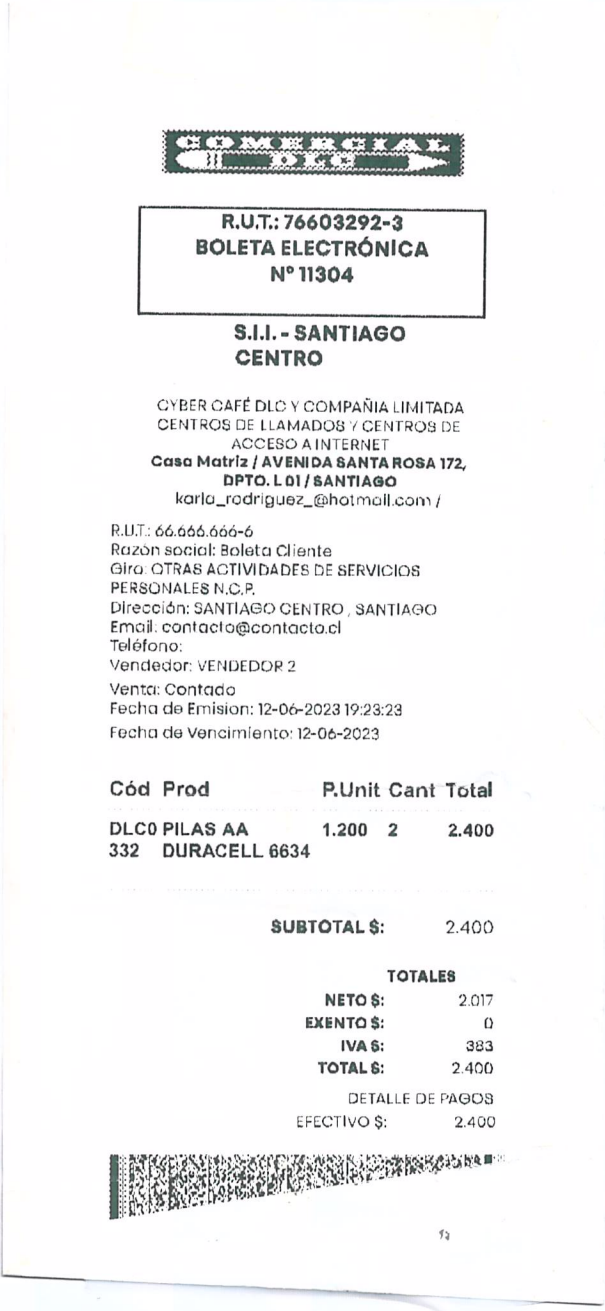 COMERCIAL
DLC
R.U.T.: 76603292-3
BOLETA ELECTRÓNICA
N° 11304
S.I.I. - SANTIAGO
CENTRO
CYBER CAFÉ DLC Y COMPAÑIA LIMITADA
CENTROS DE LLAMADOS Y CENTROS DE
ACCESO A INTERNET
Casa Matriz / AVENIDA SANTA ROSA 172,
DPTO. L 01 / SANTIAGO
karla_rodriguez_@hotmail.com /
R.U.T.: 66.666.666-6
Razón social: Boleta Cliente
Giro: OTRAS ACTIVIDADES DE SERVICIOS
PERSONALES N.C.P.
Dirección: SANTIAGO CENTRO , SANTIAGO
Email: contacto@contacto.cl
Teléfono:
Vendedor: VENDEDOR 2
Venta: Contado
Fecha de Emision: 12-06-2023 19:23:23
Fecha de Vencimiento: 12-06-2023
Cód Prod P.Unit Cant Total
DLC0 PILAS AA 1.200 2 2.400
332 DURACELL 6634
SUBTOTAL $: 2.400
TOTALES
NETO $: 2.017
EXENTO $: 0
IVA $: 383
TOTAL $: 2.400
DETALLE DE PAGOS
EFECTIVO $: 2.400